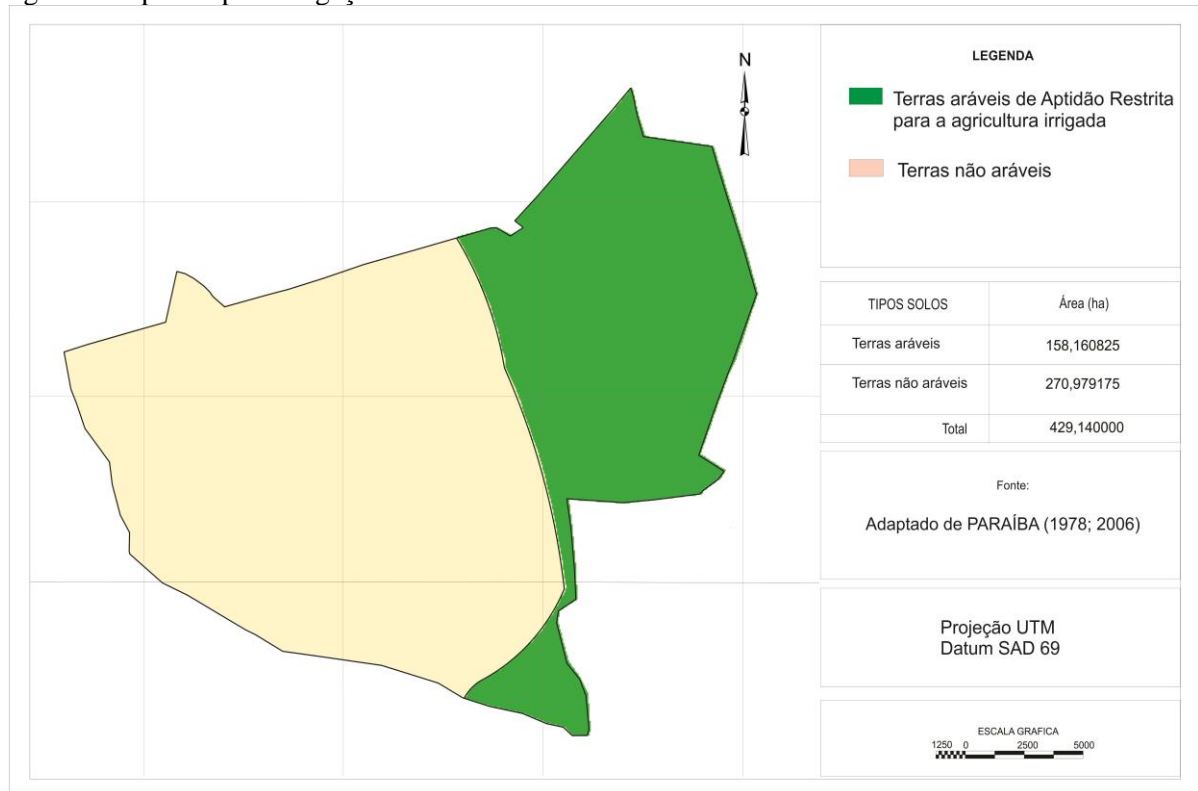 N
LEGENDA
Terras aráveis de Aptidão Restrita
para a agricultura irrigada
Terras não aráveis
TIPOS SOLOS Área (ha)
Terras aráveis 158,160825
Terras não aráveis 270,979175
Total 429,140000
Fonte:
Adaptado de PARAÍBA (1978; 2006)
Projeção UTM
Datum SAD 69
ESCALA GRAFICA
1250 0 2500 5000